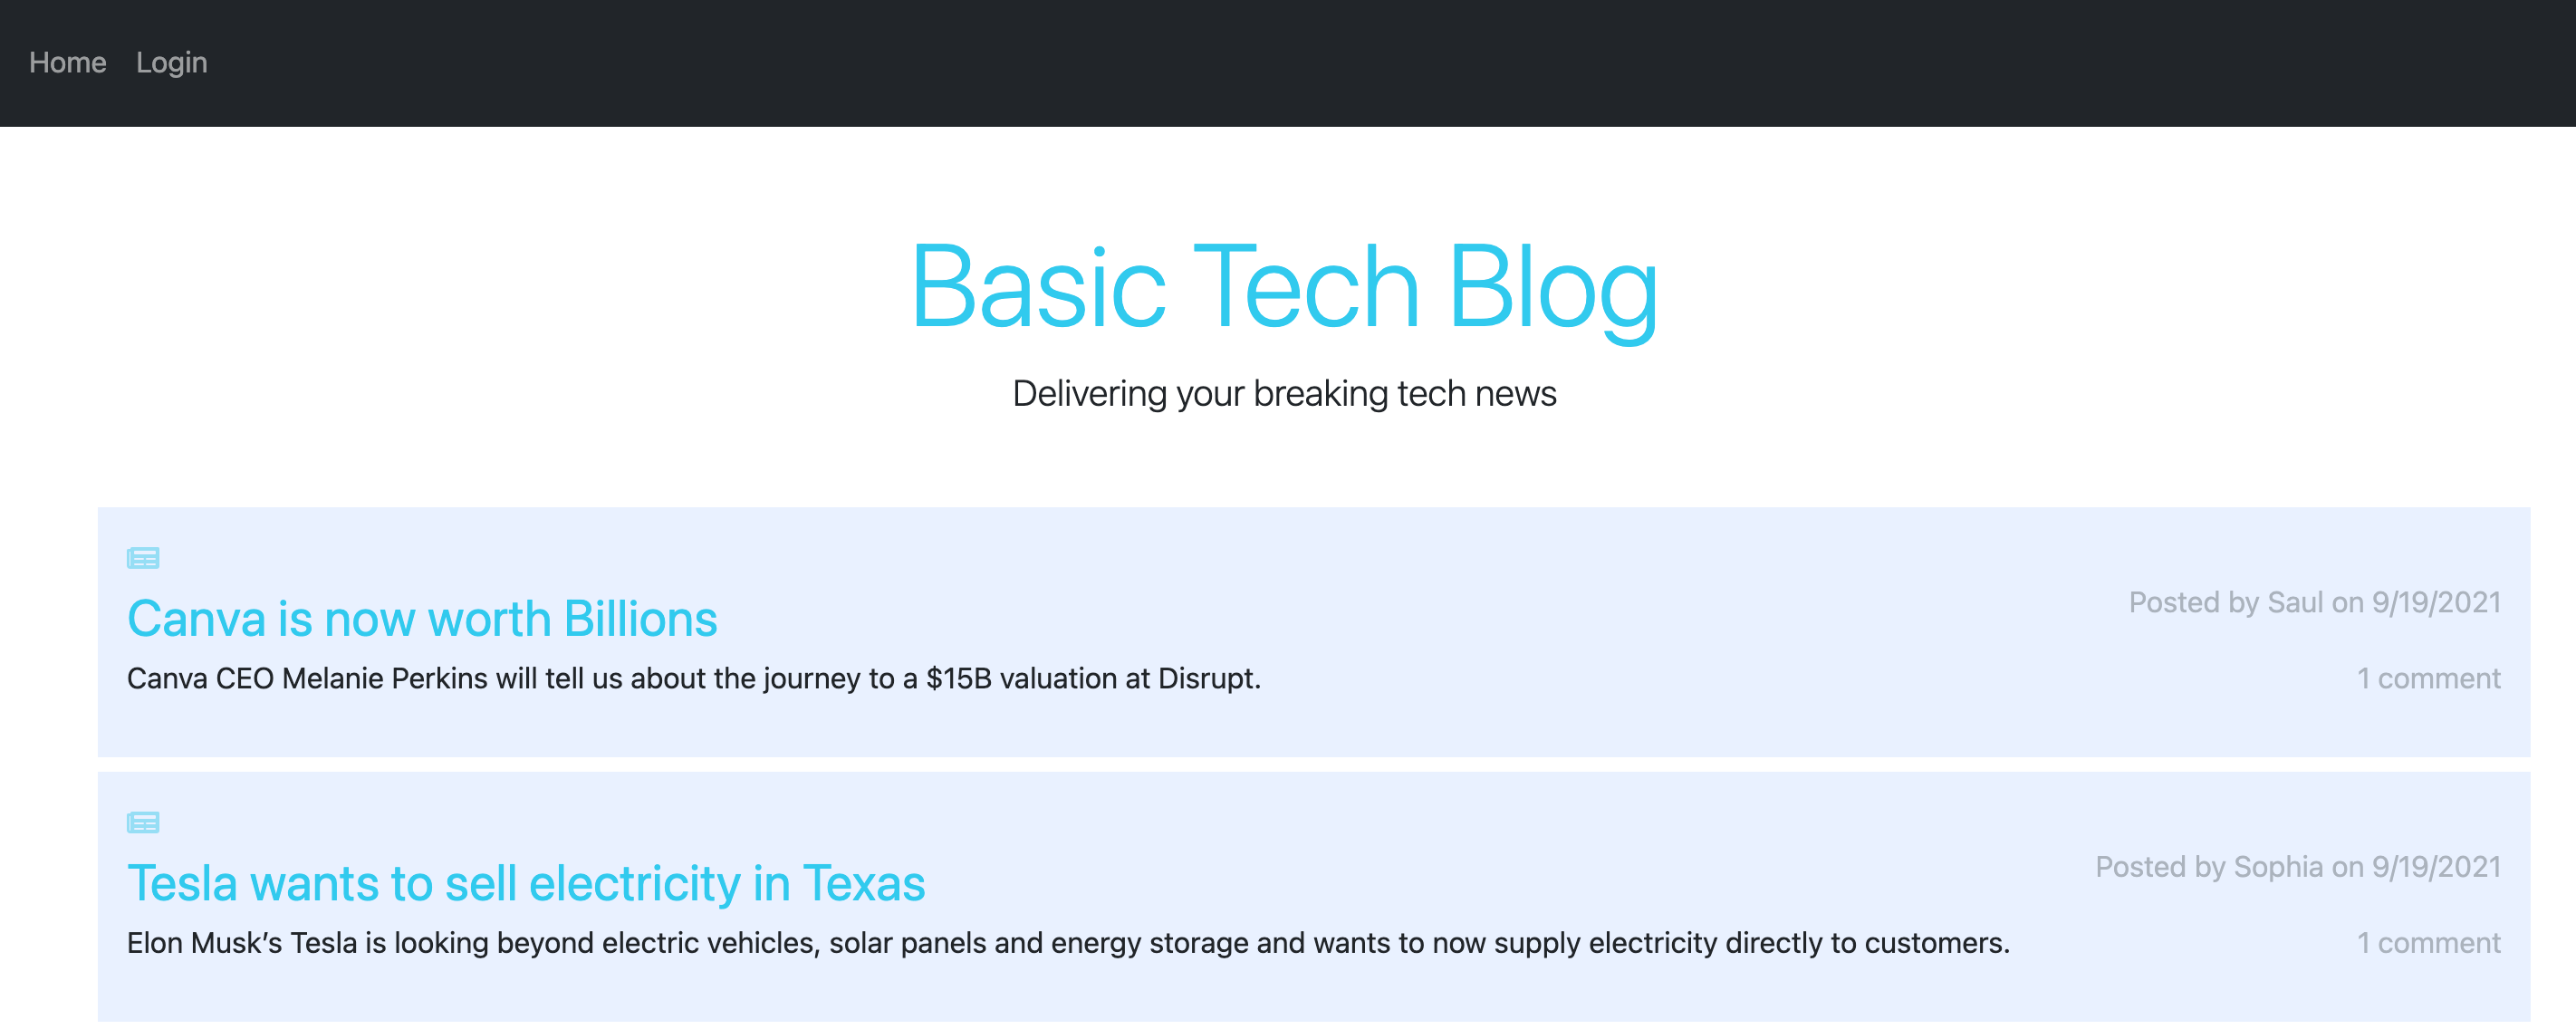 Home Login
Basic Tech Blog
Delivering your breaking tech news
Canva is now worth Billions
Posted by Saul on 9/19/2021
Canva CEO Melanie Perkins will tell us about the journey to a $15B valuation at Disrupt.
1 comment
Tesla wants to sell electricity in Texas
Posted by Sophia on 9/19/2021
Elon Musk’s Tesla is looking beyond electric vehicles, solar panels and energy storage and wants to now supply electricity directly to customers.
1 comment